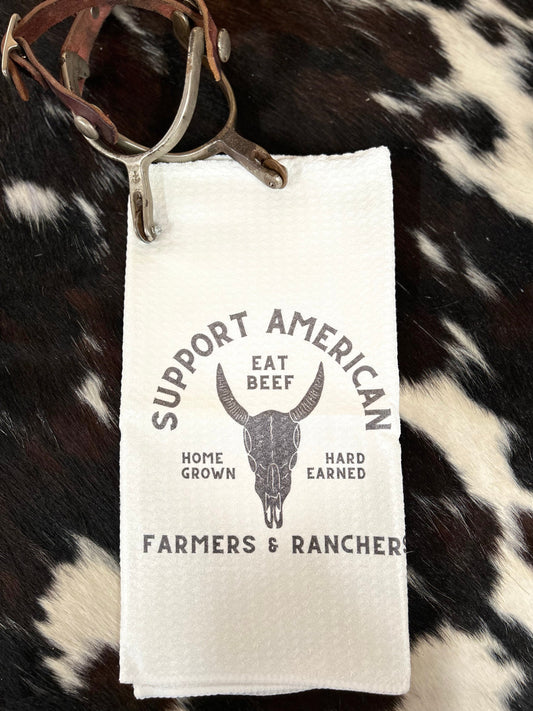 SUPPORT AMERICAN
EAT
BEEF
HOME
GROWN
HARD
EARNED
FARMERS & RANCHERS